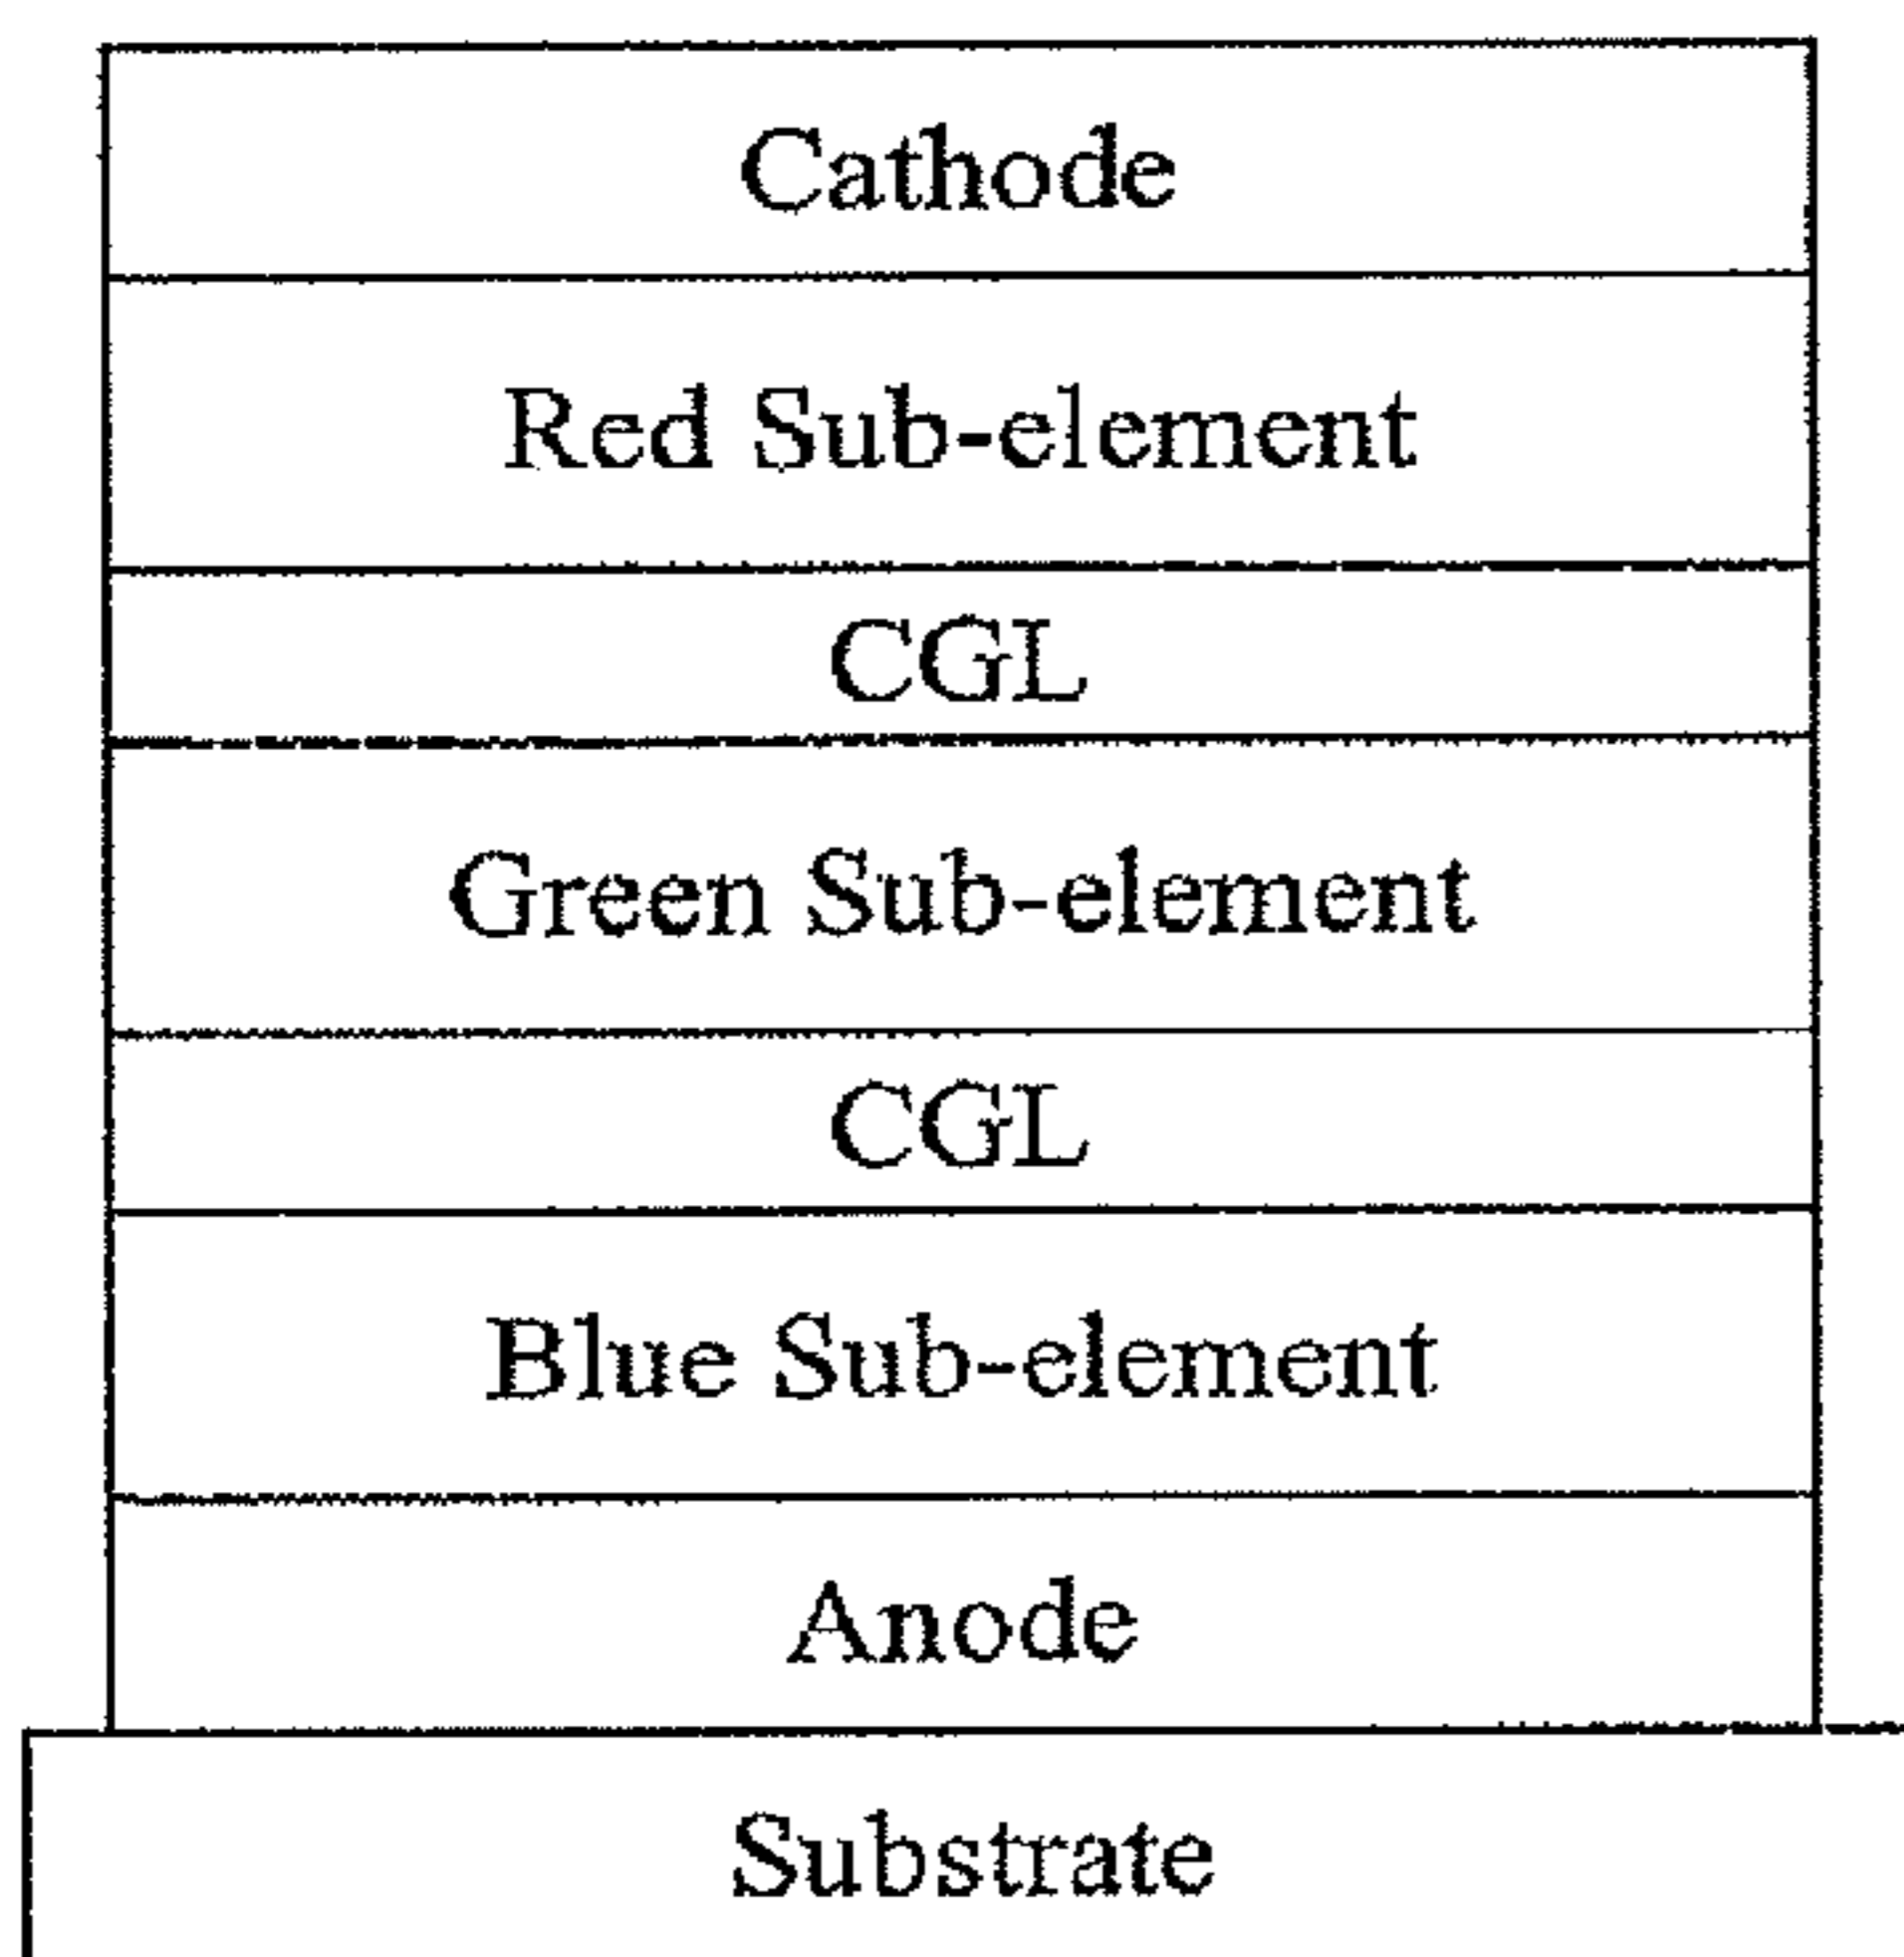 Cathode
Red Sub-element
CGL
Green Sub-element
CGL
Blue Sub-element
Anode
Substrate